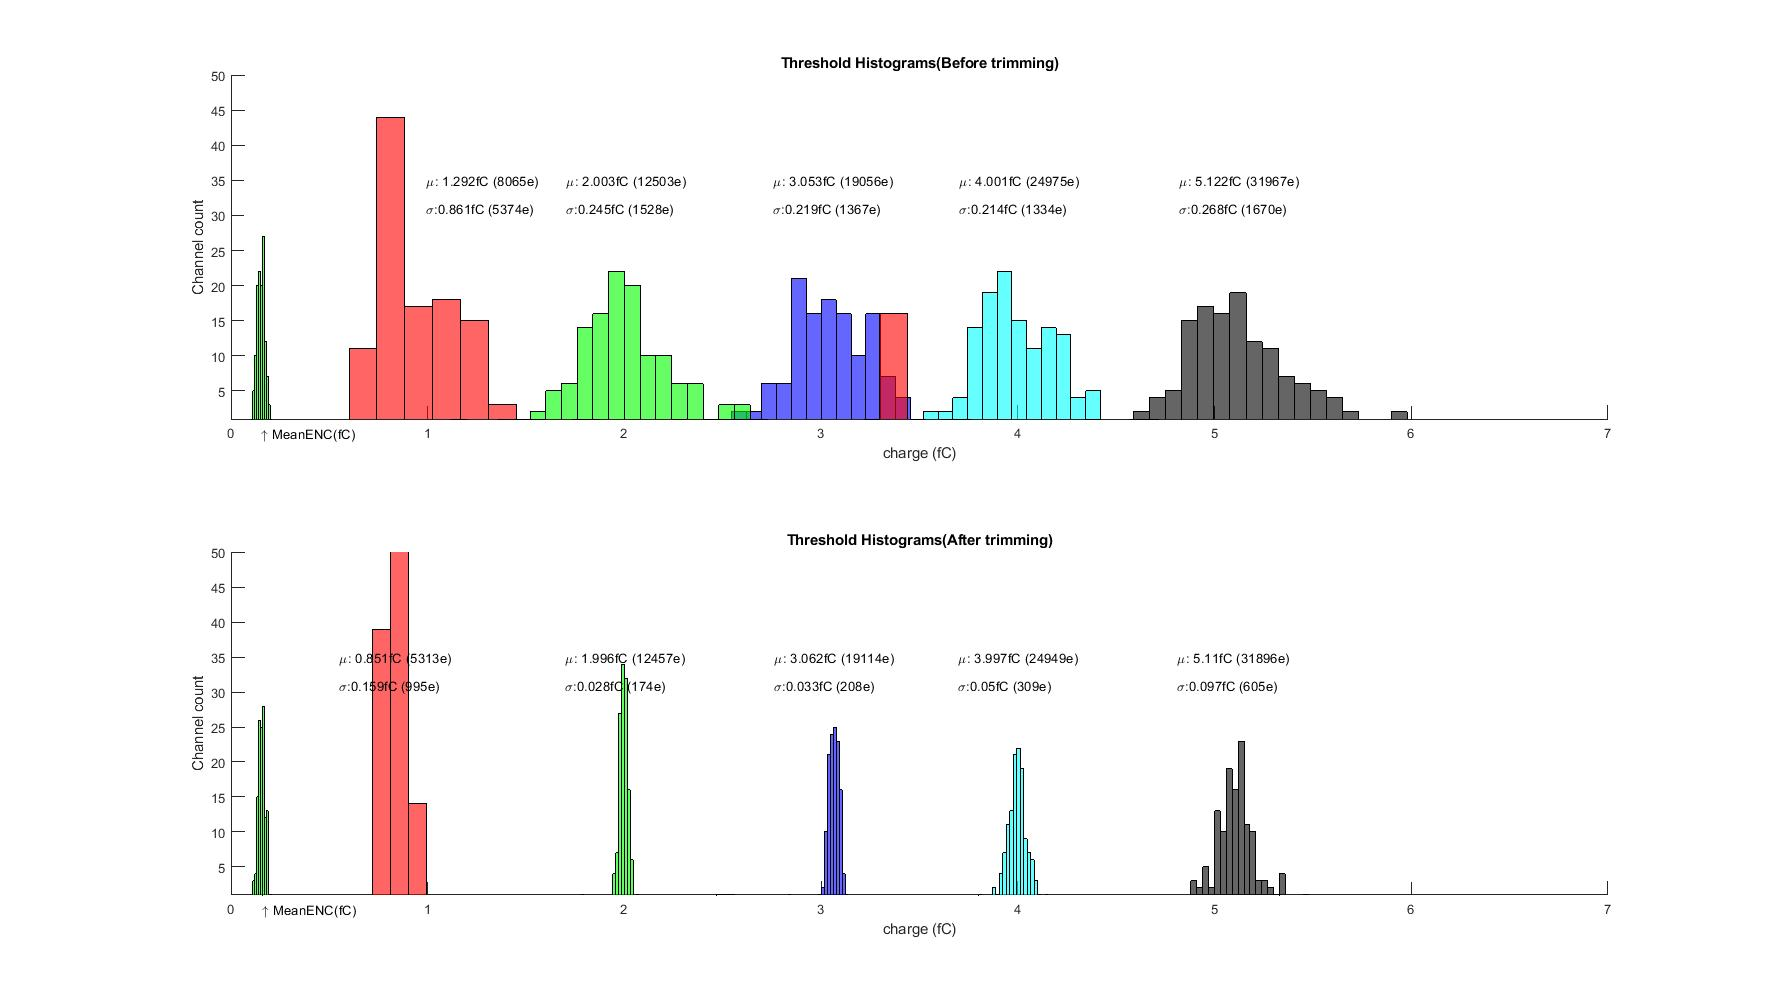 Threshold Histograms(Before trimming)
50
45
40
35
30
25
20
15
10
5
Channel count
μ: 1.292fC (8065e) μ: 2.003fC (12503e) μ: 3.053fC (19056e) μ: 4.001fC (24975e) μ: 5.122fC (31967e)
σ:0.861fC (5374e) σ:0.245fC (1528e) σ:0.219fC (1367e) σ:0.214fC (1334e) σ:0.268fC (1670e)
0 1 2 3 4 5 6 7
↑ MeanENC(fC)
charge (fC)
Threshold Histograms(After trimming)
50
45
40
35
30
25
20
15
10
5
Channel count
μ: 0.851fC (5313e) μ: 1.996fC (12457e) μ: 3.062fC (19114e) μ: 3.997fC (24949e) μ: 5.11fC (31896e)
σ:0.159fC (995e) σ:0.028fC (174e) σ:0.033fC (208e) σ:0.05fC (309e) σ:0.097fC (605e)
0 1 2 3 4 5 6 7
↑ MeanENC(fC)
charge (fC)